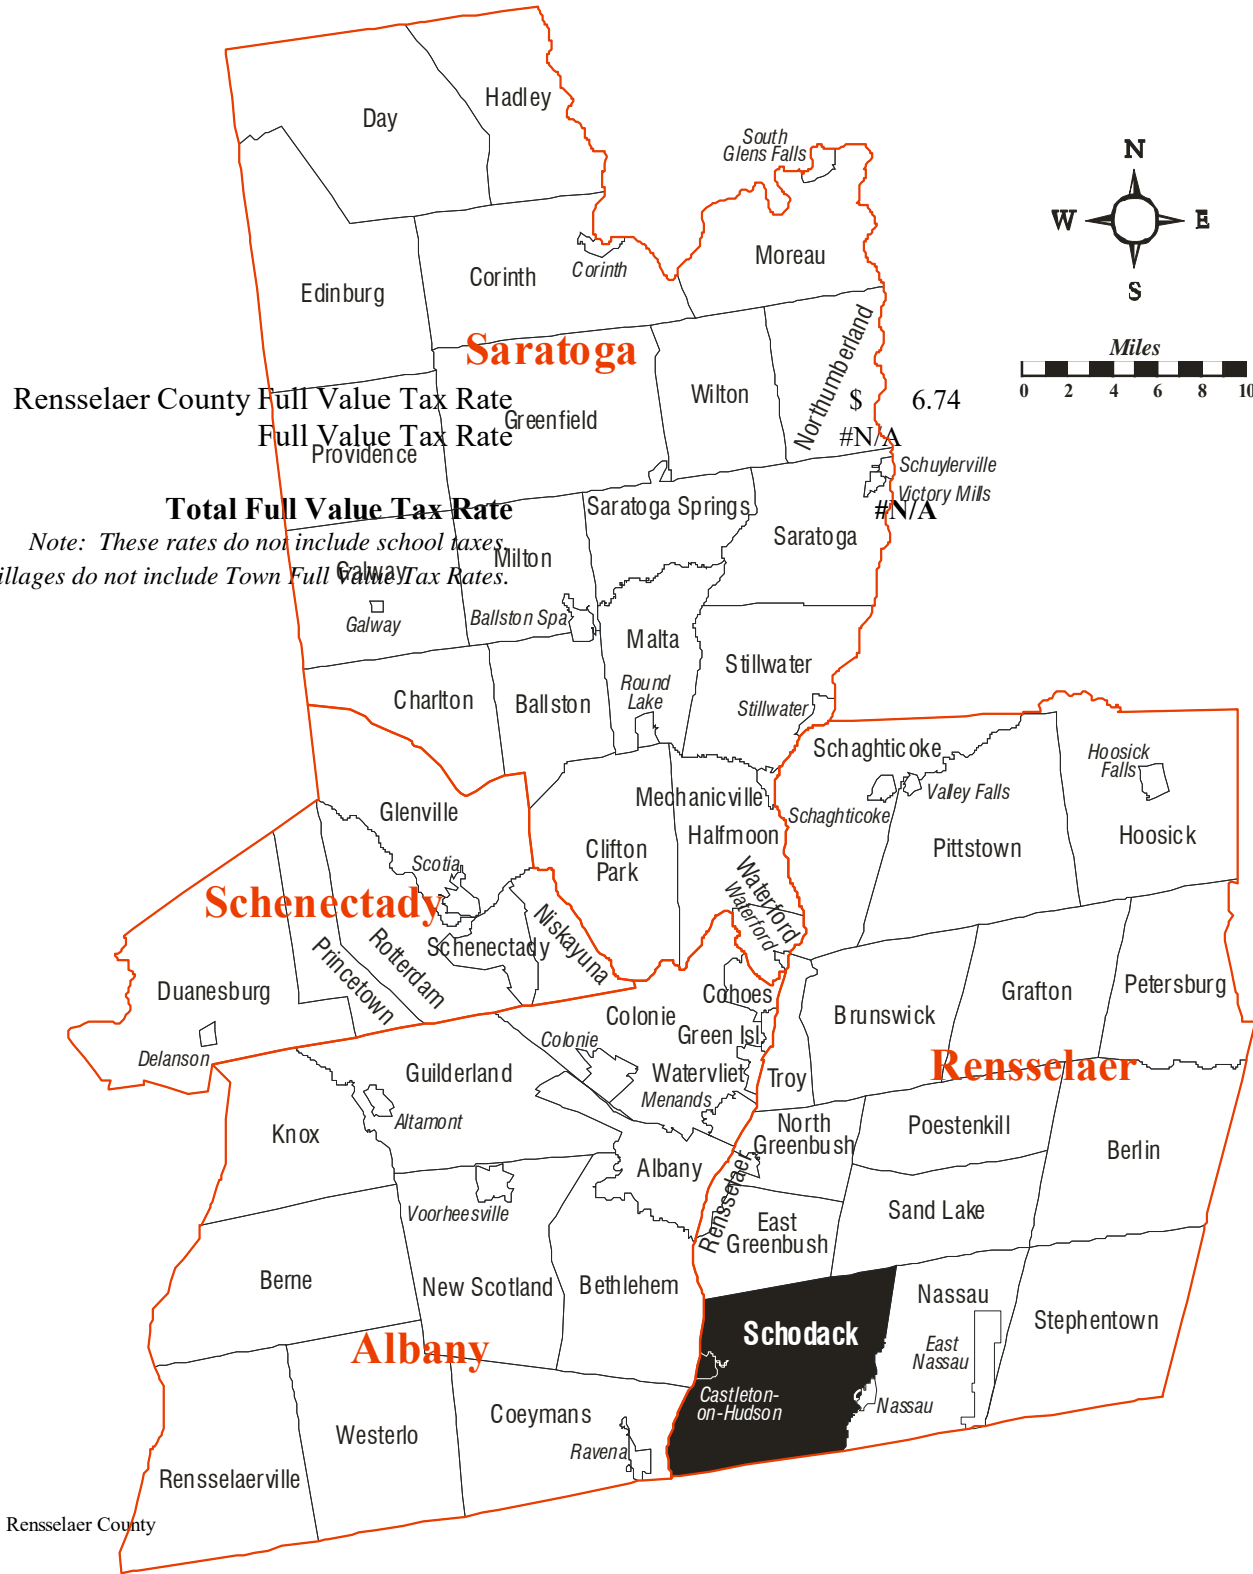 Hadley
Day
South
Glens Falls
N
W
E
S
Moreau
Corinth
Corinth
Edinburg
Northumberland
Saratoga
Miles
0 2 4 6 8 10
Wilton
Rensselaer County Full Value Tax Rate $ 6.74
Greenfield
Full Value Tax Rate #N/A
Providence
Schuylerville
Victory Mills
Saratoga Springs
Total Full Value Tax Rate #N/A
Saratoga
Note: These rates do not include school taxes.
Milton
Galway
illages do not include Town Full Value Tax Rates.
Galway
Ballston Spa
Malta
Stillwater
Round
Lake
Charlton
Ballston
Stillwater
Schaghticoke
Hoosick
Falls
Mechanicville
Valley Falls
Glenville
Schaghticoke
Halfmoon
Hoosick
Clifton
Park
Pittstown
Scotia
Waterford
Waterford
Schenectady
Niskayuna
Schenectady
Rotterdam
Princetown
Duanesburg
Cohoes
Grafton
Petersburg
Colonie
Brunswick
Green Isl.
Colonie
Delanson
Rensselaer
Guilderland
Watervliet
Troy
Menands
Altamont
Knox
North
Greenbush
Poestenkill
Berlin
Albany
Rensselaer
Voorheesville
Sand Lake
East
Greenbush
Berne
New Scotland
Bethlehem
Nassau
Schodack
Stephentown
Albany
East
Nassau
Castleton-
on-Hudson
Nassau
Coeymans
Westerlo
Ravena
Rensselaerville
Rensselaer County